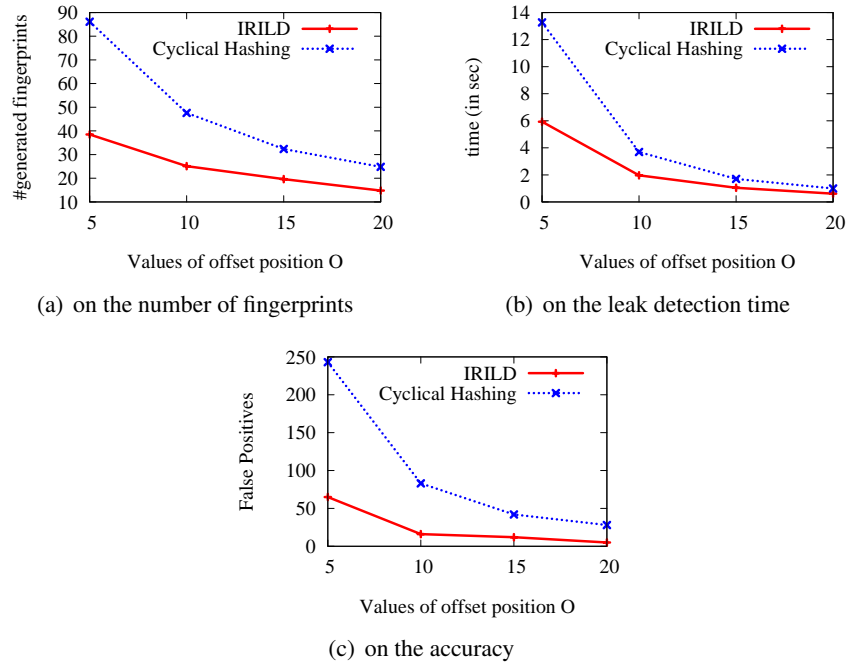 90
80
70
60
50
40
30
20
10
5
10
15
20
#generated fingerprints
Values of offset position O
IRILD
Cyclical Hashing
(a) on the number of fingerprints
14
12
10
8
6
4
2
0
5
10
15
20
time (in sec)
Values of offset position O
IRILD
Cyclical Hashing
(b) on the leak detection time
250
200
150
100
50
0
5
10
15
20
False Positives
Values of offset position O
IRILD
Cyclical Hashing
(c) on the accuracy